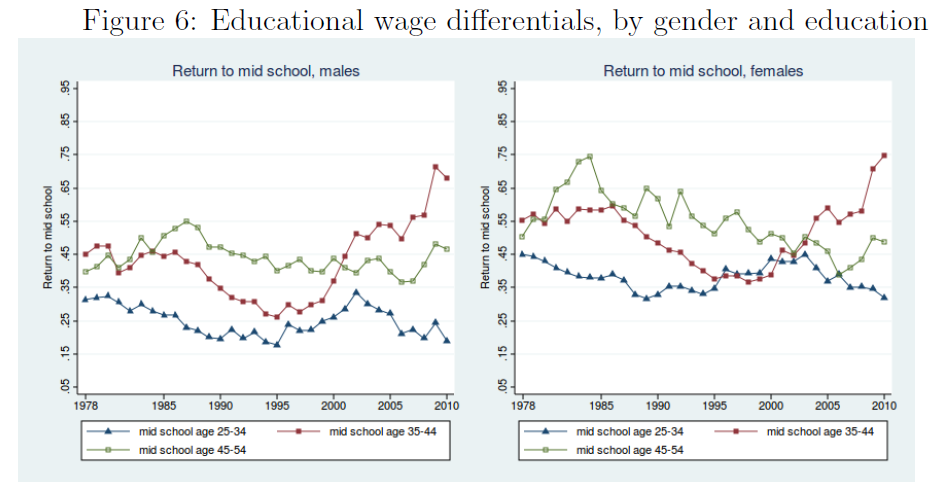 Figure 6: Educational wage differentials, by gender and education
Return to mid school, males
Return to mid school
.95
.85
.75
.65
.55
.45
.35
.25
.15
.05
1978 1985 1990 1995 2000 2005 2010
mid school age 25-34 mid school age 35-44
mid school age 45-54
Return to mid school, females
Return to mid school
.95
.85
.75
.65
.55
.45
.35
.25
.15
.05
1978 1985 1990 1995 2000 2005 2010
mid school age 25-34 mid school age 35-44
mid school age 45-54